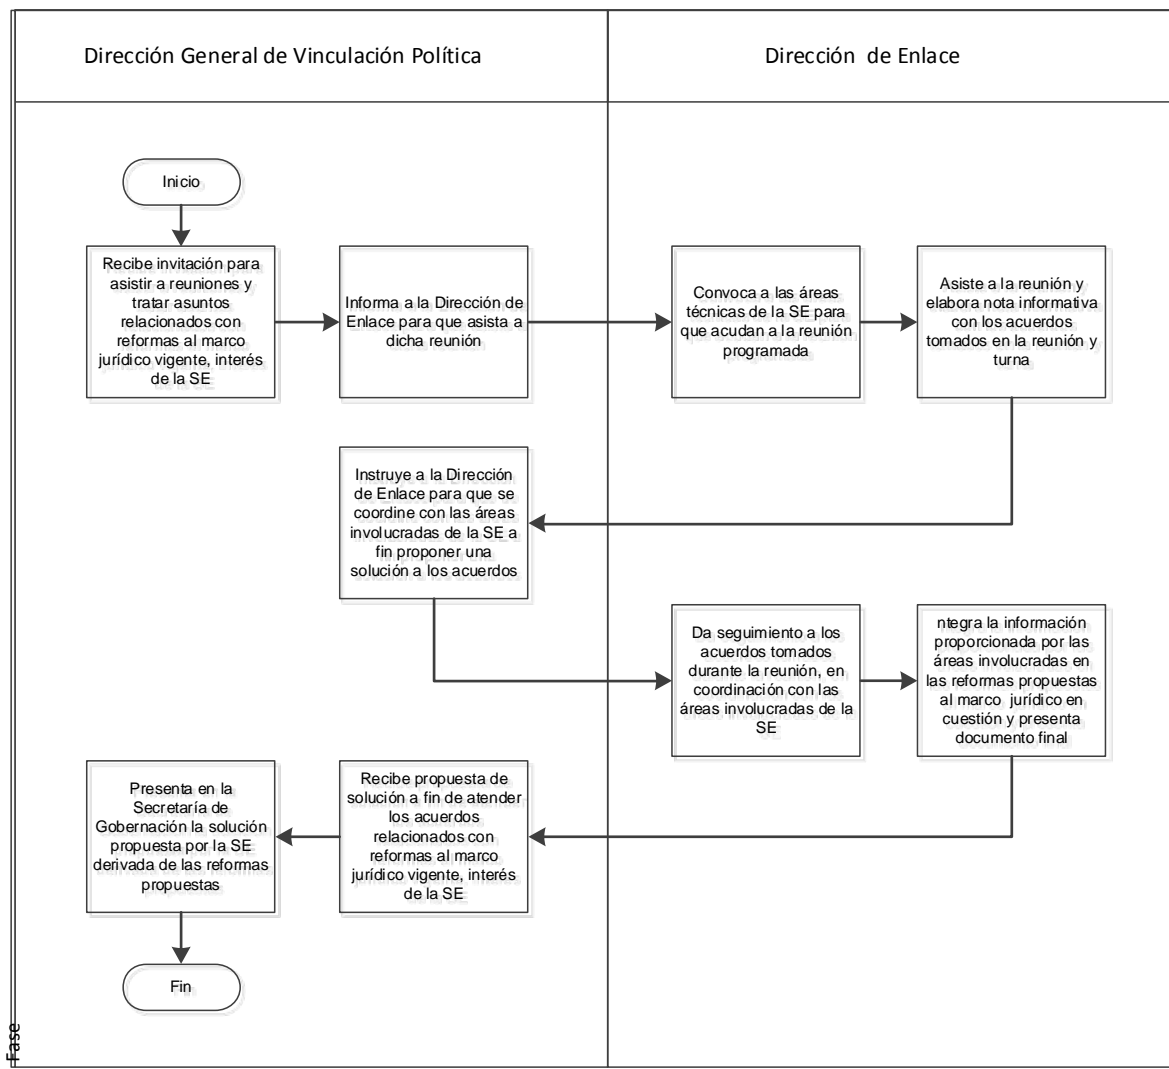 Dirección General de Vinculación Política
Dirección de Enlace
Inicio
Recibe invitación para
asistir a reuniones y
tratar asuntos
relacionados con
reformas al marco
jurídico vigente, interés
de la SE
Informa a la Dirección de
Enlace para que asista a
dicha reunión
Convoca a las áreas
técnicas de la SE para
que acudan a la reunión
programada
Asiste a la reunión y
elabora nota informativa
con los acuerdos
tomados en la reunión y
turna
Instruye a la Dirección
de Enlace para que se
coordine con las áreas
involucradas de la SE a
fin proponer una
solución a los acuerdos
Da seguimiento a los
acuerdos tomados
durante la reunión, en
coordinación con las
áreas involucradas de la
SE
ntegra la información
proporcionada por las
áreas involucradas en
las reformas propuestas
al marco jurídico en
cuestión y presenta
documento final
Recibe propuesta de
solución a fin de atender
los acuerdos
relacionados con
reformas al marco
jurídico vigente, interés
de la SE
Presenta en la
Secretaría de
Gobernación la solución
propuesta por la SE
derivada de las reformas
propuestas
Fin
Fase